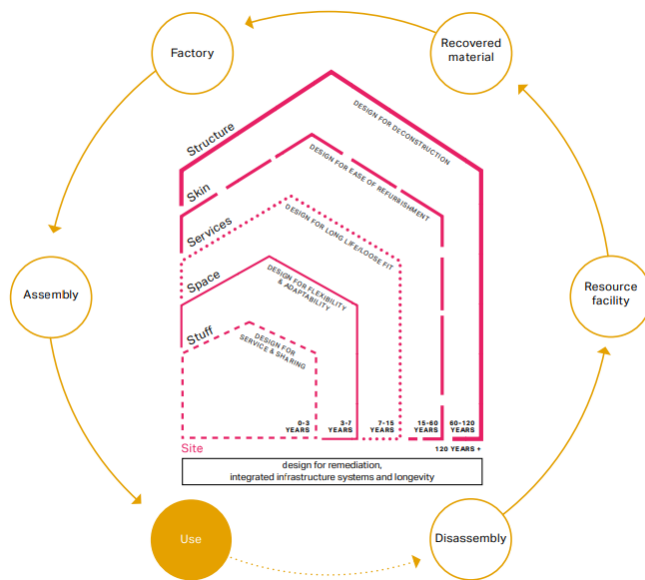 Factory
Recovered
material
Structure
DESIGN FOR DECONSTRUCTION
Skin
DESIGN FOR EASE OF REFURBISHMENT
Services
DESIGN FOR LONG LIFE/LOOSE FIT
Space
DESIGN FOR FLEXIBILITY
& ADAPTABILITY
Stuff
DESIGN FOR
SERVICE & SHARING
Assembly
Resource
facility
0-3
YEARS
3-7
YEARS
7-15
YEARS
15-60
YEARS
60-120
YEARS
Site
120 YEARS +
design for remediation,
integrated infrastructure systems and longevity
Use
Disassembly